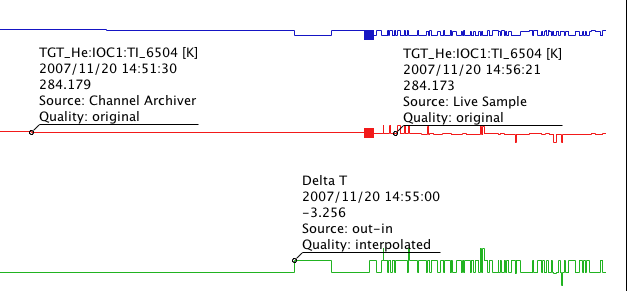 TGT_He:IOC1:TI_6504 [K]
2007/11/20 14:51:30
284.179
Source: Channel Archiver
Quality: original
TGT_He:IOC1:TI_6504 [K]
2007/11/20 14:56:21
284.173
Source: Live Sample
Quality: original
Delta T
2007/11/20 14:55:00
-3.256
Source: out-in
Quality: interpolated